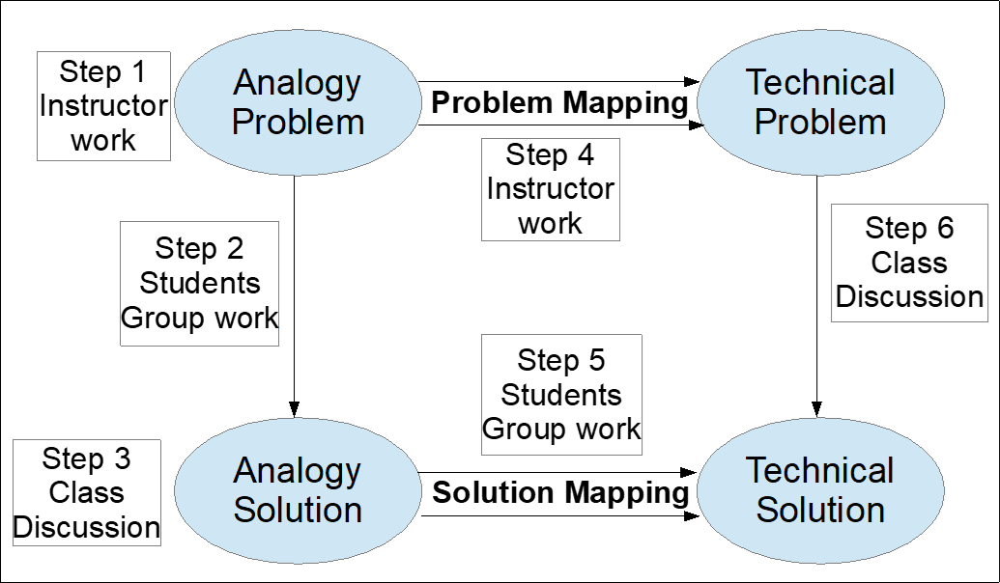 Step 1
Instructor
work
Analogy
Problem
Problem Mapping
Technical
Problem
Step 4
Instructor
work
Step 2
Students
Group work
Step 6
Class
Discussion
Step 5
Students
Group work
Step 3
Class
Discussion
Analogy
Solution
Solution Mapping
Technical
Solution